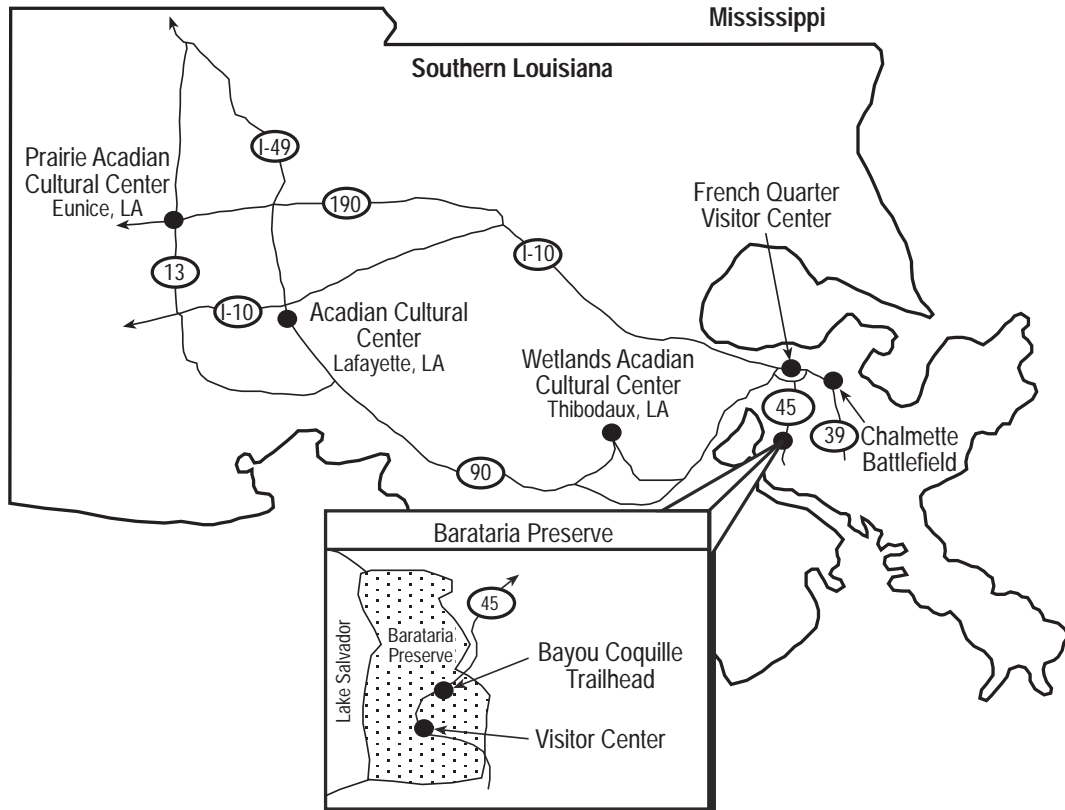 Mississippi
Southern Louisiana
I-49
Prairie Acadian
Cultural Center
Eunice, LA
190
French Quarter
Visitor Center
13
I-10
I-10
Acadian Cultural
Center
Lafayette, LA
Wetlands Acadian
Cultural Center
Thibodaux, LA
45
39
Chalmette
Battlefield
90
Barataria Preserve
45
Lake Salvador
Barataria
Preserve
Bayou Coquille
Trailhead
Visitor Center